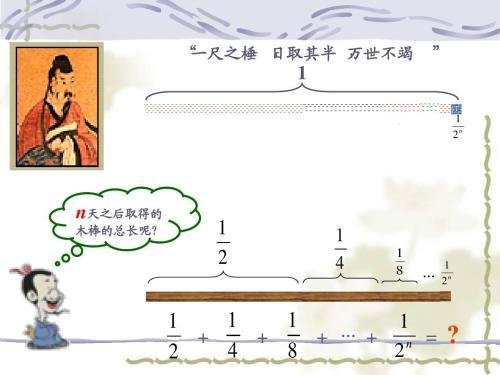 “一尺之棰 日取其半 万世不竭 ”
1
1/2ⁿ
n天之后取得的
木棒的总长呢?
1/2 1/4 1/8 ... 1/2ⁿ
1/2 + 1/4 + 1/8 + ... + 1/2ⁿ = ?